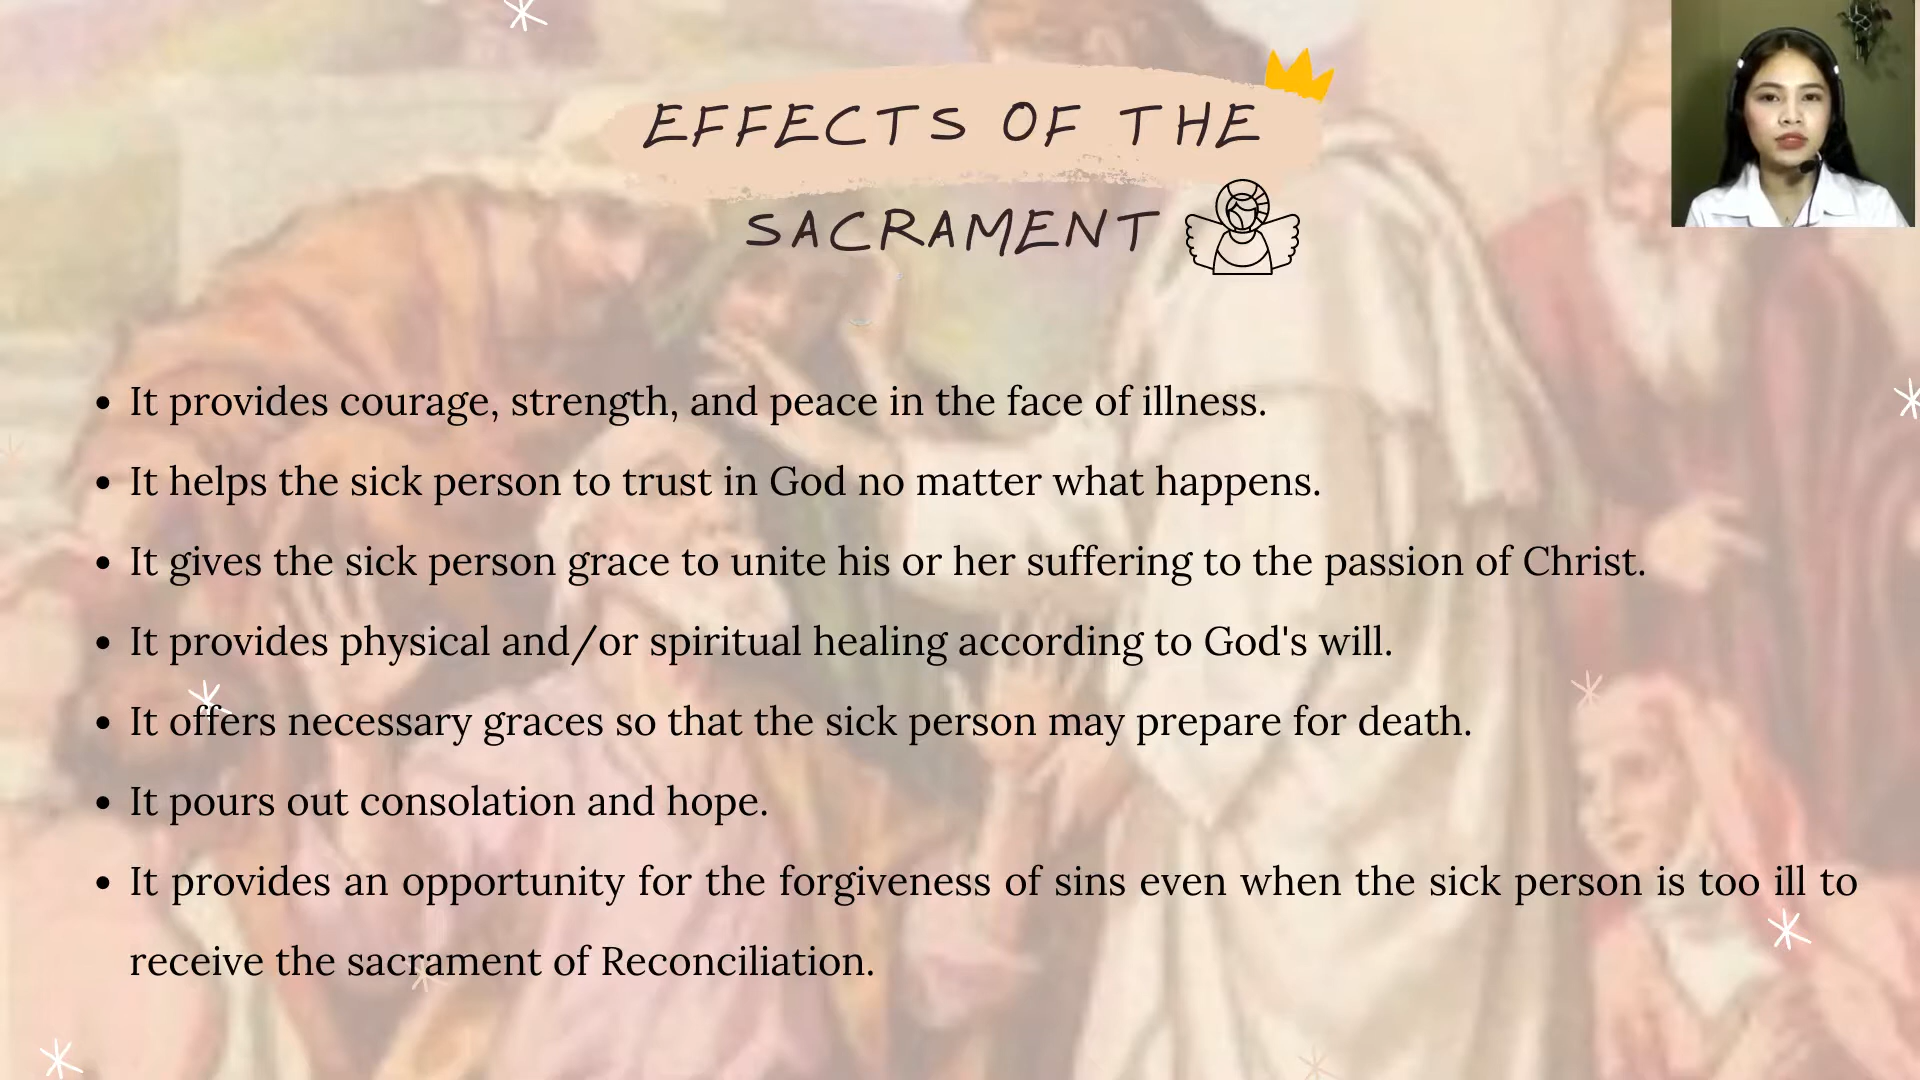 EFFECTS OF THE
SACRAMENT
• It provides courage, strength, and peace in the face of illness.
• It helps the sick person to trust in God no matter what happens.
• It gives the sick person grace to unite his or her suffering to the passion of Christ.
• It provides physical and/or spiritual healing according to God's will.
• It offers necessary graces so that the sick person may prepare for death.
• It pours out consolation and hope.
• It provides an opportunity for the forgiveness of sins even when the sick person is too ill to
receive the sacrament of Reconciliation.